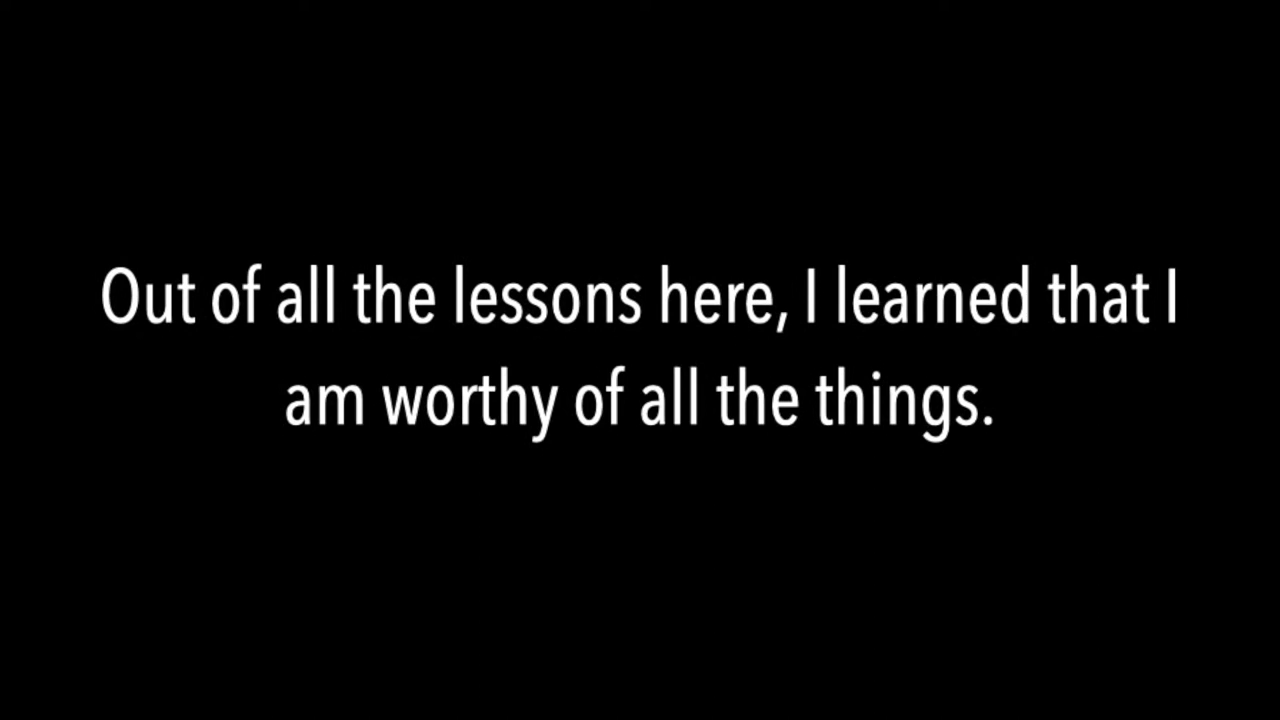 Out of all the lessons here, I learned that I
am worthy of all the things.